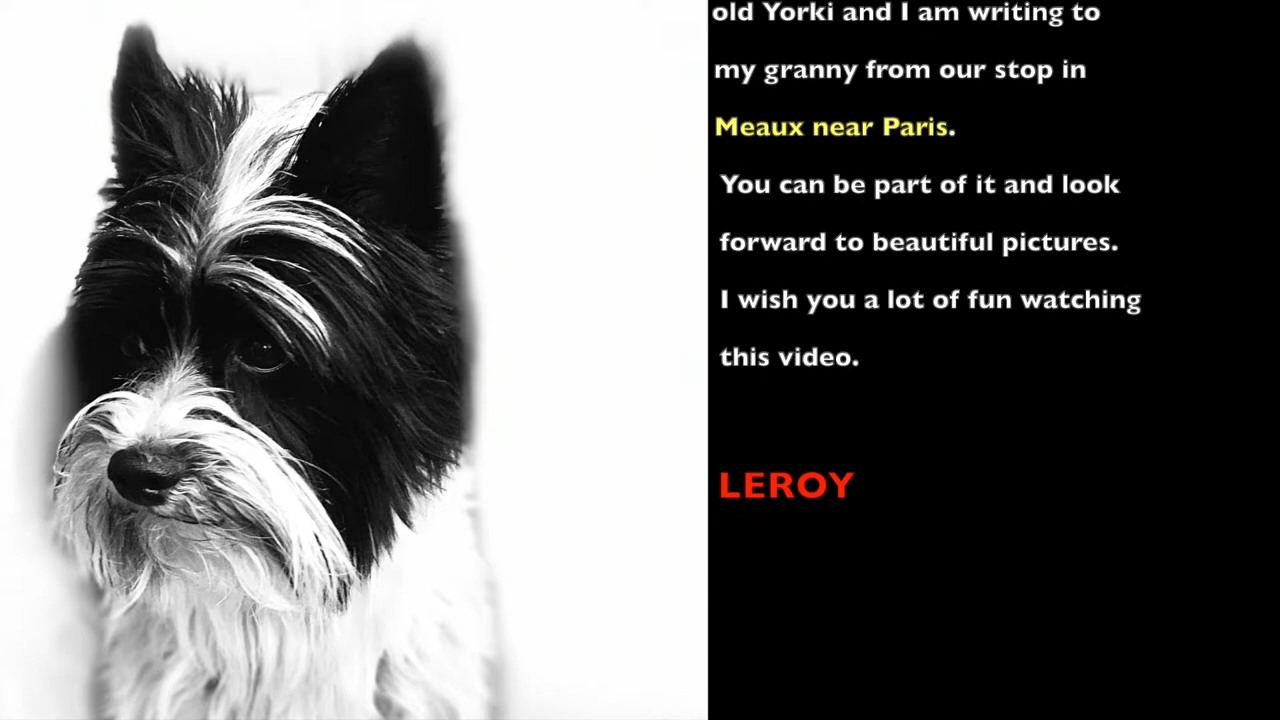 old Yorki and I am writing to
my granny from our stop in
Meaux near Paris.
You can be part of it and look
forward to beautiful pictures.
I wish you a lot of fun watching
this video.
LEROY